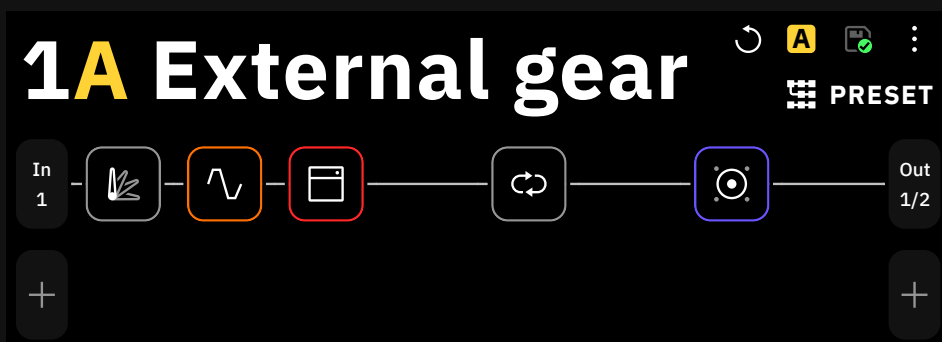 1A External gear
A
PRESET
In
1
Out
1/2